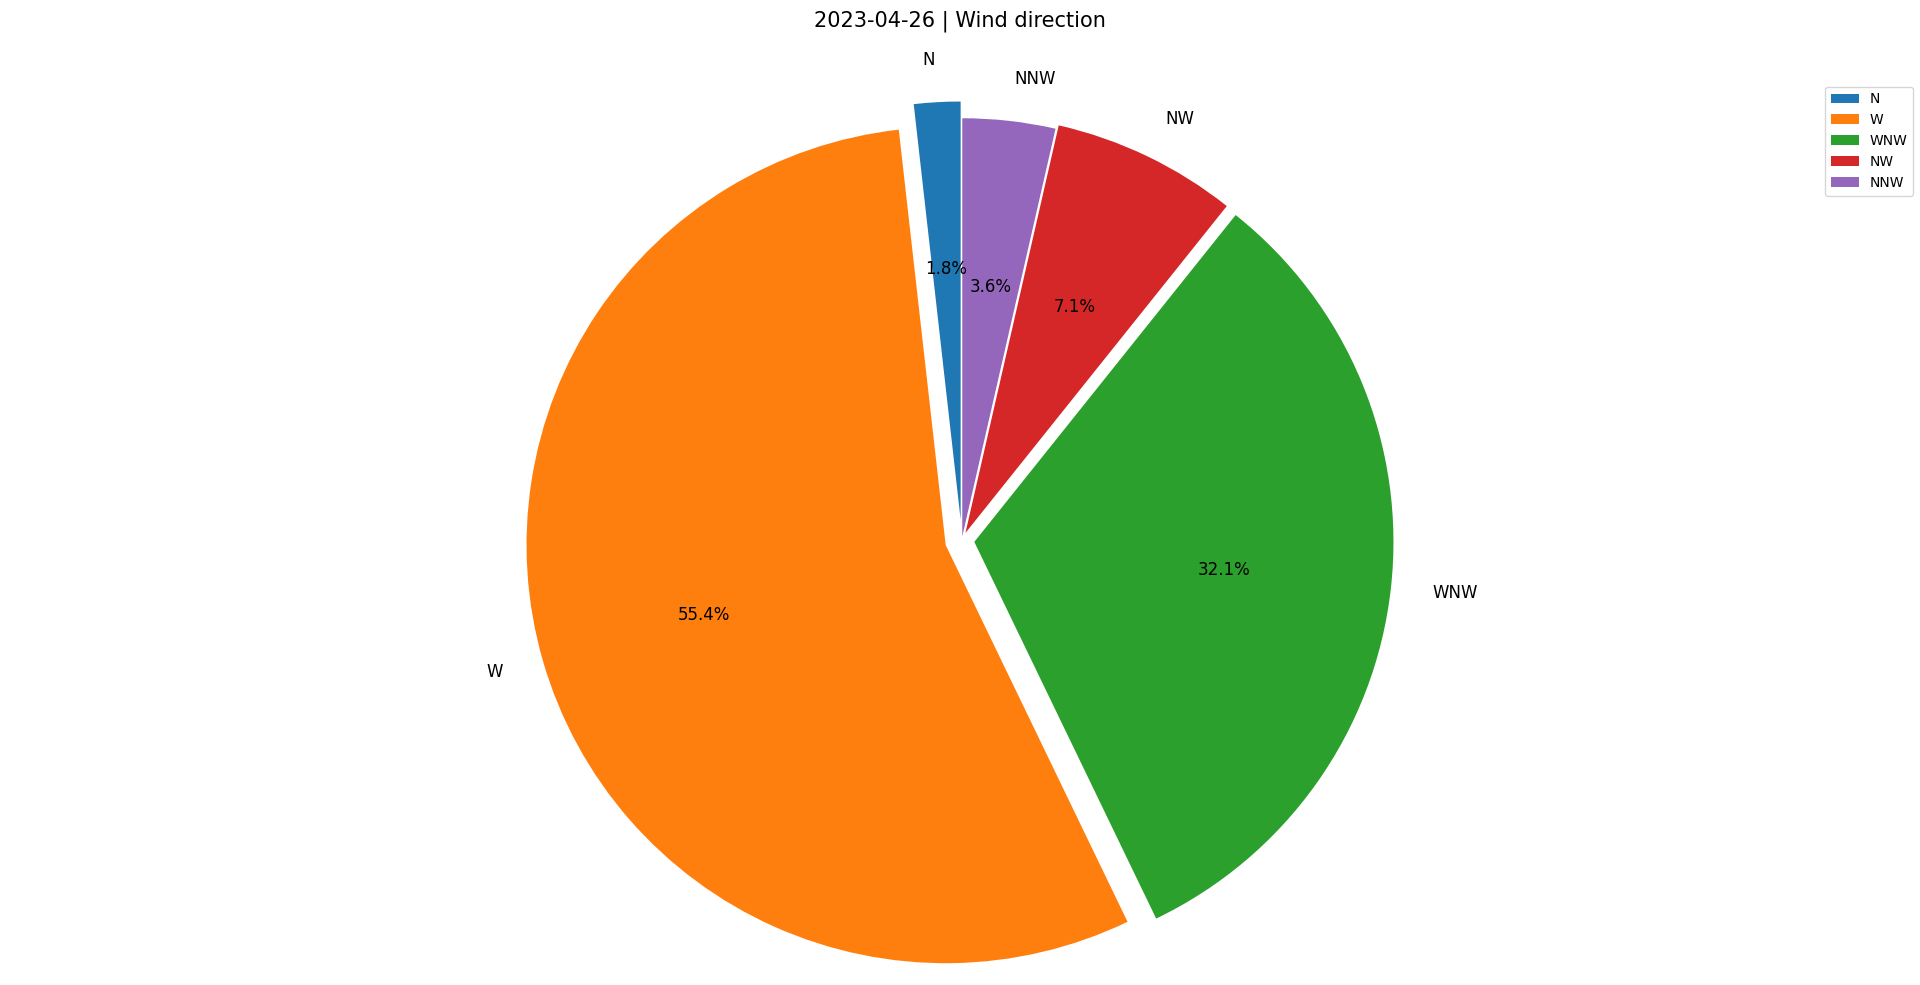 2023-04-26 | Wind direction
N
NNW
NW
N
W
WNW
NW
NNW
1.8%
3.6%
7.1%
32.1%
WNW
55.4%
W